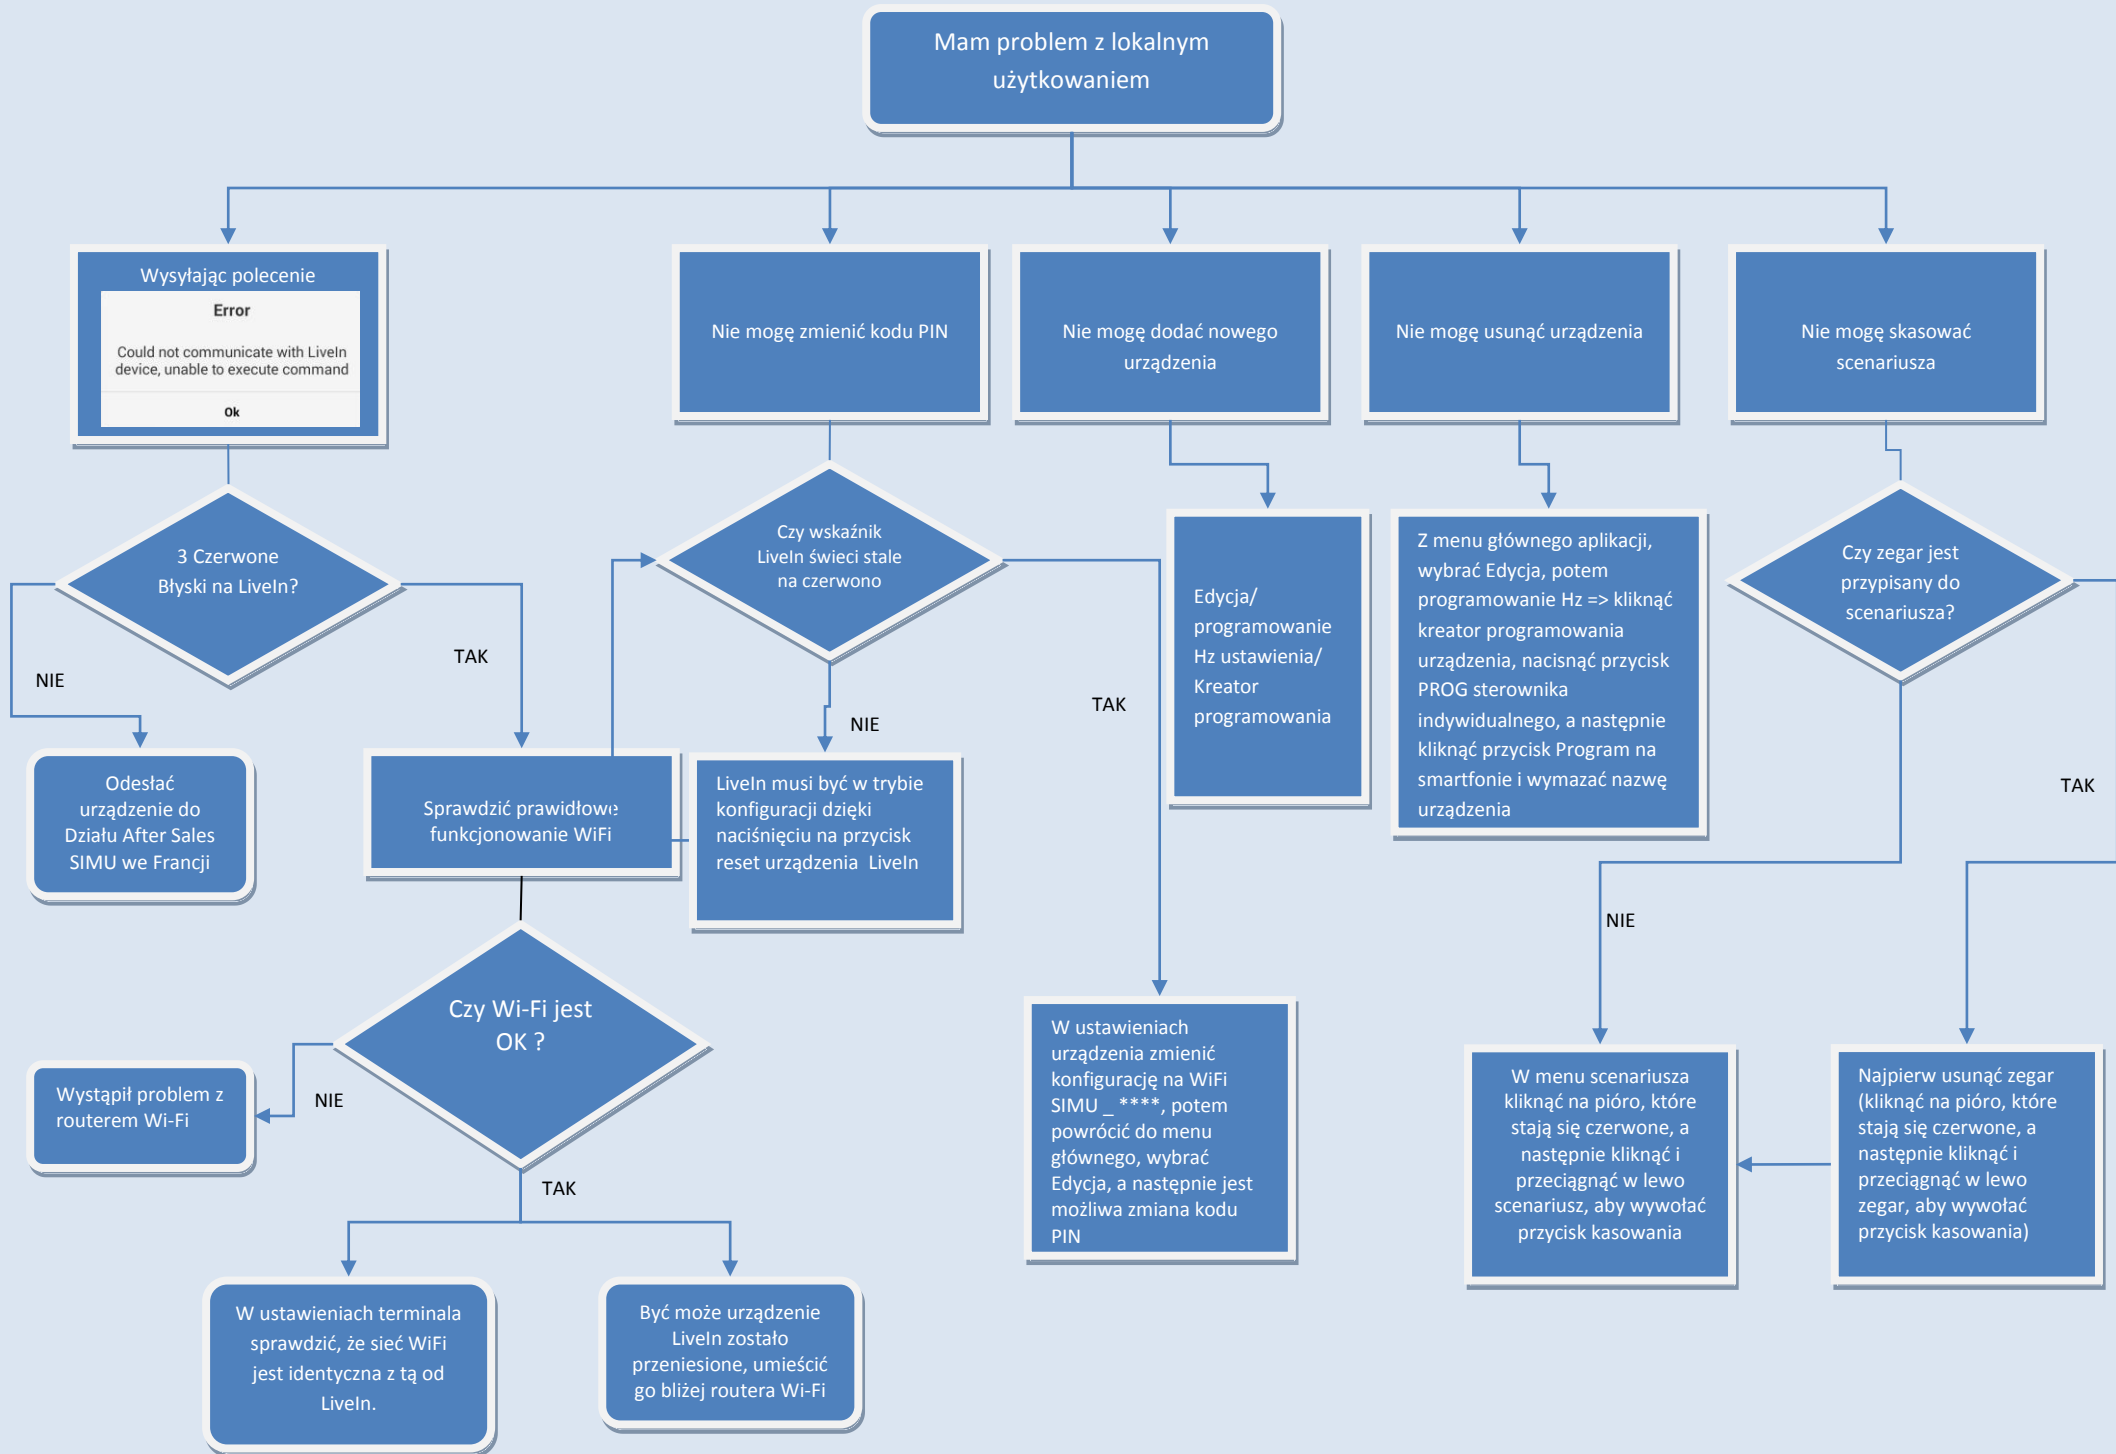 Mam problem z lokalnym
użytkowaniem
Wysyłając polecenie
Error
Could not communicate with LiveIn
device, unable to execute command
Ok
Nie mogę zmienić kodu PIN
Nie mogę dodać nowego
urządzenia
Nie mogę usunąć urządzenia
Nie mogę skasować
scenariusza
3 Czerwone
Błyski na LiveIn?
NIE
TAK
Czy wskaźnik
LiveIn świeci stale
na czerwono
NIE
TAK
Edycja/
programowanie
Hz ustawienia/
Kreator
programowania
Z menu głównego aplikacji,
wybrać Edycja, potem
programowanie Hz => kliknąć
kreator programowania
urządzenia, nacisnąć przycisk
PROG sterownika
indywidualnego, a następnie
kliknąć przycisk Program na
smartfonie i wymazać nazwę
urządzenia
Czy zegar jest
przypisany do
scenariusza?
TAK
NIE
Odesłać
urządzenie do
Działu After Sales
SIMU we Francji
Sprawdzić prawidłowe
funkcjonowanie WiFi
LiveIn musi być w trybie
konfiguracji dzięki
naciśnięciu na przycisk
reset urządzenia LiveIn
Czy Wi-Fi jest
OK ?
NIE
TAK
Wystąpił problem z
routerem Wi-Fi
W ustawieniach
urządzenia zmienić
konfigurację na WiFi
SIMU _ ****, potem
powrócić do menu
głównego, wybrać
Edycja, a następnie jest
możliwa zmiana kodu
PIN
W menu scenariusza
kliknąć na pióro, które
stają się czerwone, a
następnie kliknąć i
przeciągnąć w lewo
scenariusz, aby wywołać
przycisk kasowania
Najpierw usunąć zegar
(kliknąć na pióro, które
stają się czerwone, a
następnie kliknąć i
przeciągnąć w lewo
zegar, aby wywołać
przycisk kasowania)
W ustawieniach terminala
sprawdzić, że sieć WiFi
jest identyczna z tą od
LiveIn.
Być może urządzenie
LiveIn zostało
przeniesione, umieścić
go bliżej routera Wi-Fi